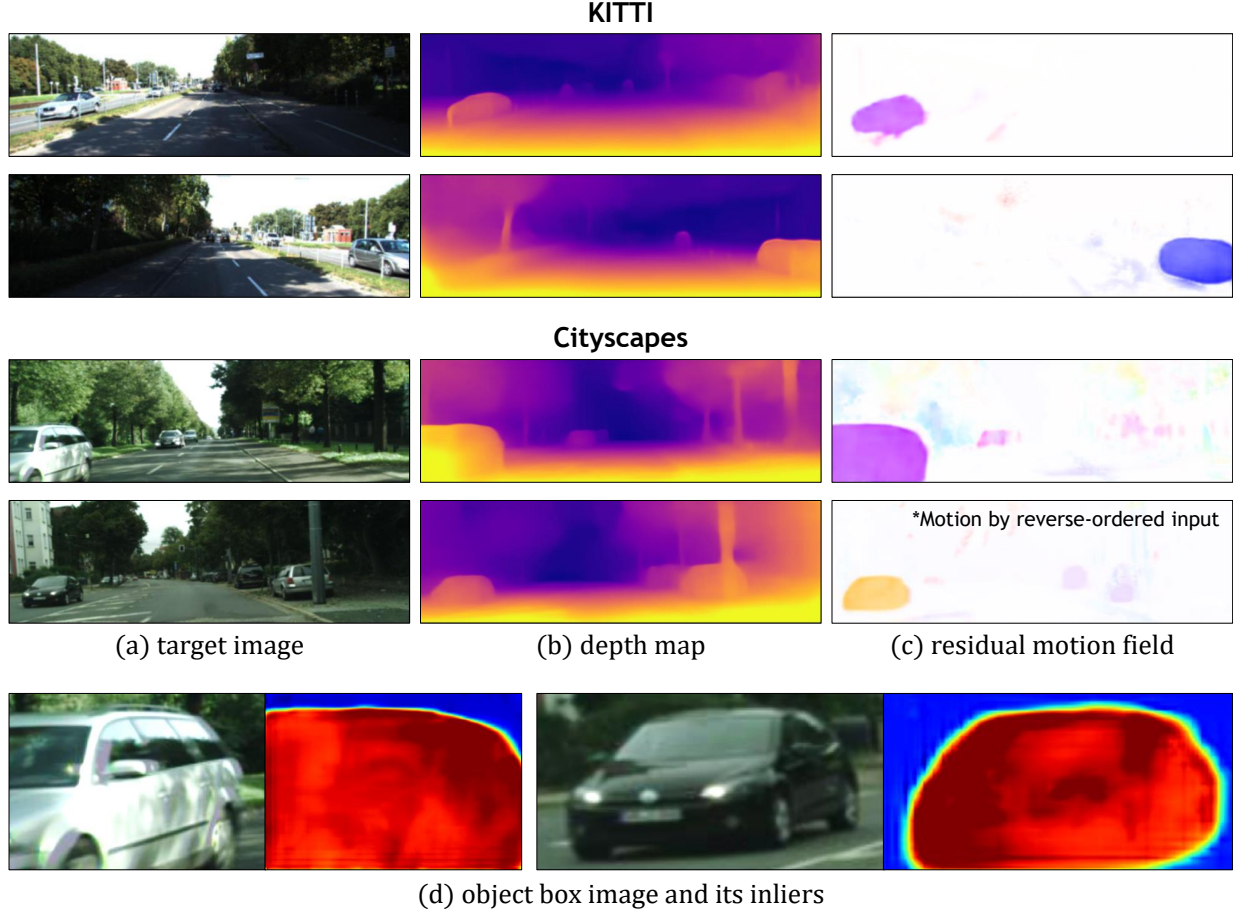 KITTI
Cityscapes
*Motion by reverse-ordered input
(a) target image
(b) depth map
(c) residual motion field
(d) object box image and its inliers